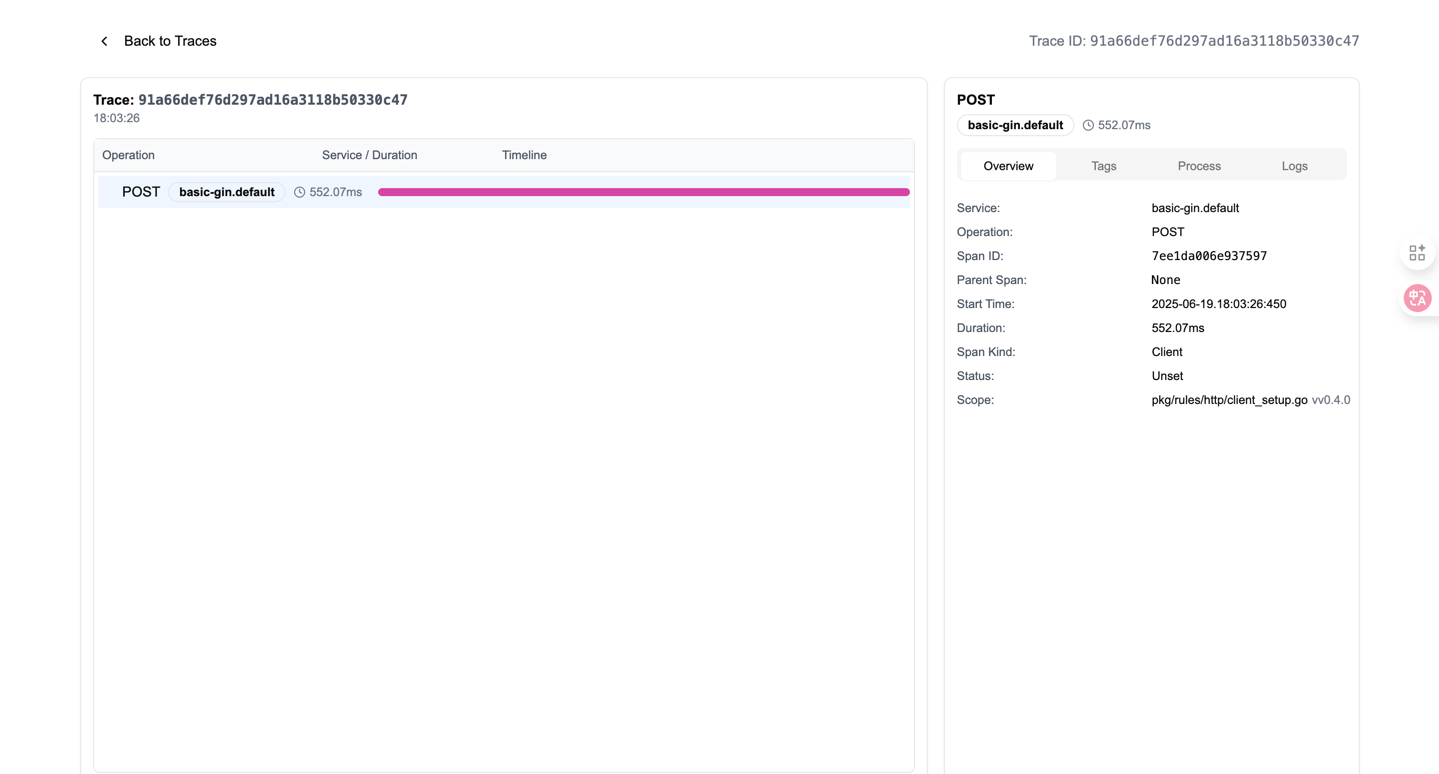 Back to Traces
Trace ID: 91a66def76d297ad16a3118b50330c47
Trace: 91a66def76d297ad16a3118b50330c47
18:03:26
Operation Service / Duration Timeline
POST basic-gin.default 552.07ms
POST
basic-gin.default 552.07ms
Overview Tags Process Logs
Service: basic-gin.default
Operation: POST
Span ID: 7ee1da006e937597
Parent Span: None
Start Time: 2025-06-19.18:03:26:450
Duration: 552.07ms
Span Kind: Client
Status: Unset
Scope: pkg/rules/http/client_setup.go vv0.4.0
中A